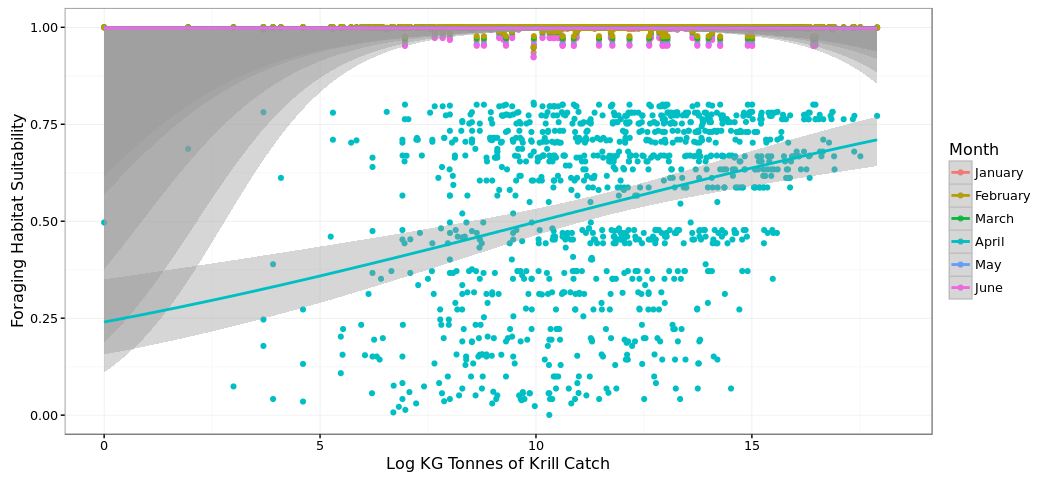 1.00
0.75
0.50
0.25
0.00
Foraging Habitat Suitability
0
5
10
15
Log KG Tonnes of Krill Catch
Month
January
February
March
April
May
June